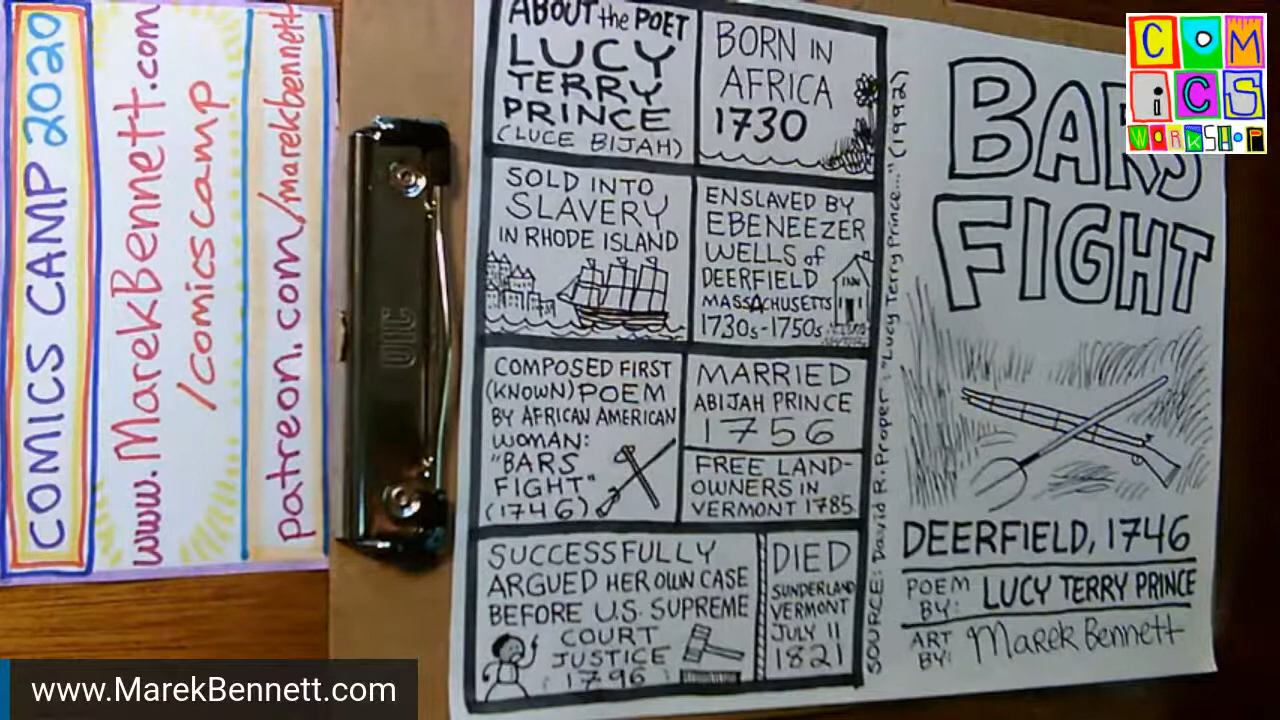 COMICS CAMP 2020
www.MarekBennett.com
/comicscamp
patreon.com/marekbennett
ABOUT the POET
LUCY
TERRY
PRINCE
(LUCE BIJAH)
BORN IN
AFRICA
1730
SOLD INTO
SLAVERY
IN RHODE ISLAND
ENSLAVED BY
EBENEEZER
WELLS of
DEERFIELD
MASSACHUSETTS
1730s-1750s
INN
COMPOSED FIRST
(KNOWN) POEM
BY AFRICAN AMERICAN
WOMAN:
"BARS
FIGHT"
(1746)
MARRIED
ABIJAH PRINCE
1756
FREE LAND-
OWNERS IN
VERMONT 1785
SUCCESSFULLY
ARGUED HER OWN CASE
BEFORE U.S. SUPREME
COURT
JUSTICE
1796
DIED
SUNDERLAND
VERMONT
JULY 11
1821
SOURCE: David R. Proper, "Lucy Terry Prince..." (1992)
BARS
FIGHT
DEERFIELD, 1746
POEM
BY: LUCY TERRY PRINCE
ART
BY: Marek Bennett
COM
iCS
WORKSHOP
www.MarekBennett.com